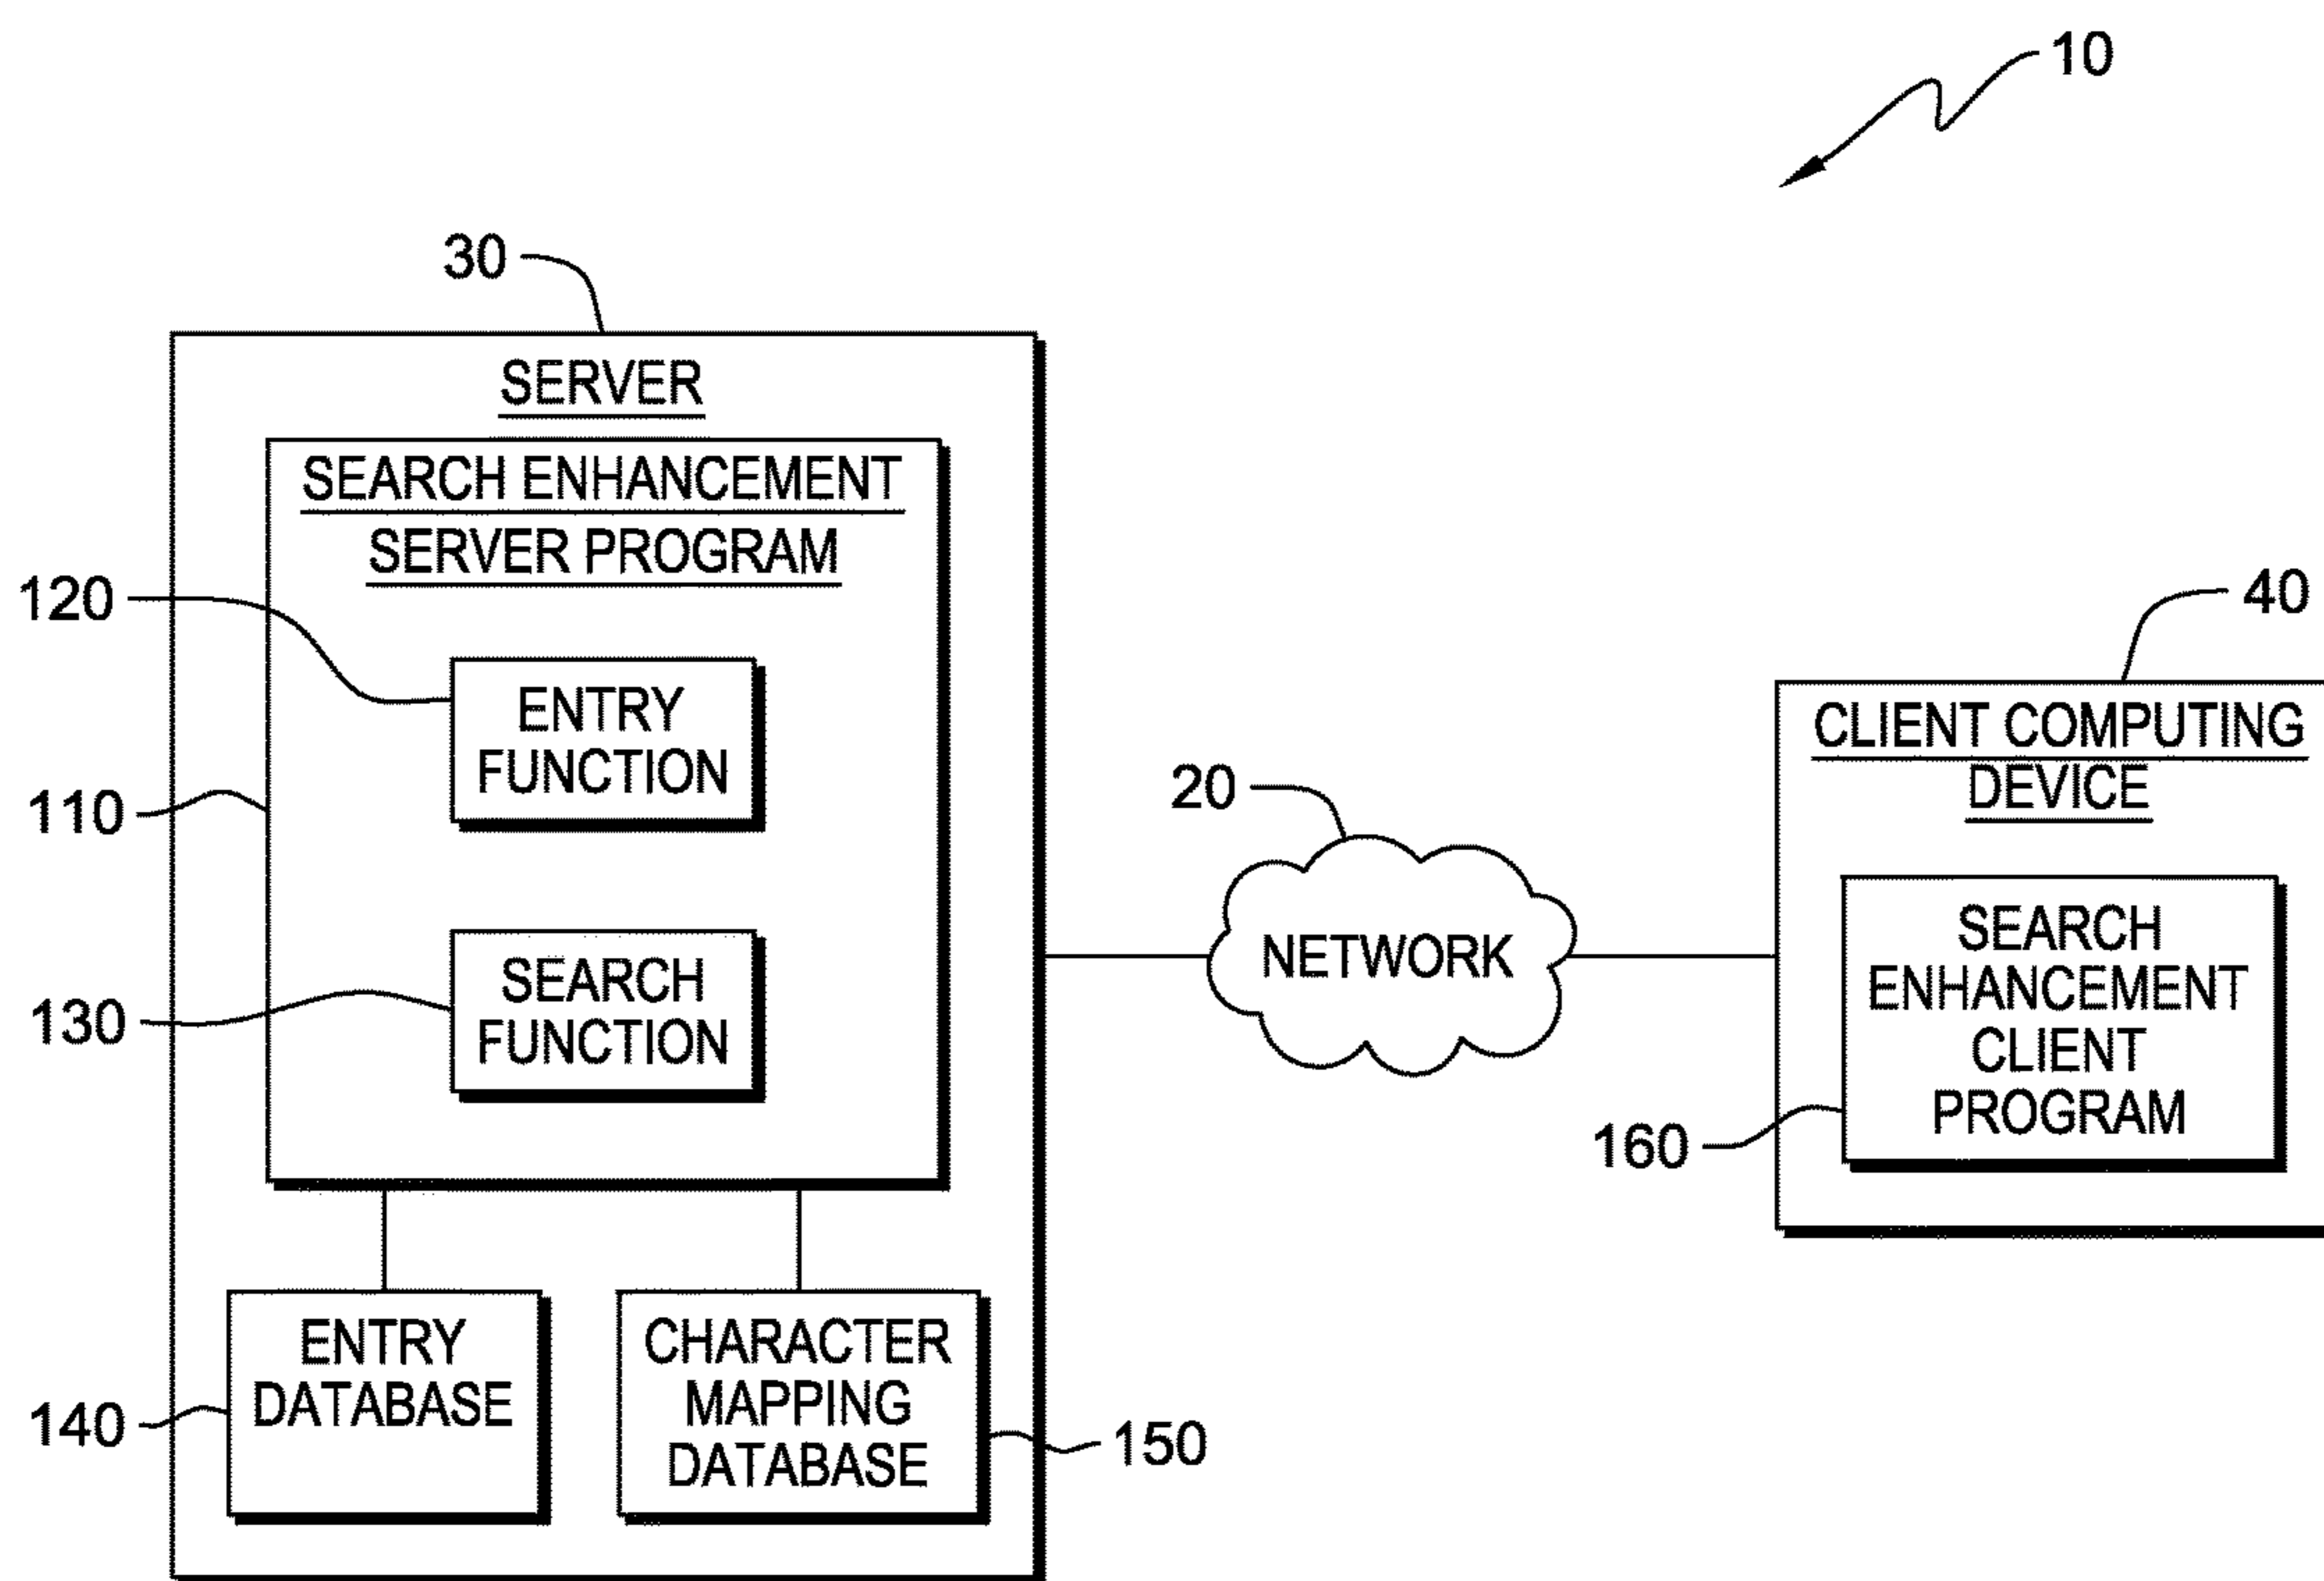 10
30
SERVER
SEARCH ENHANCEMENT
SERVER PROGRAM
120
ENTRY
FUNCTION
110
130
SEARCH
FUNCTION
140
ENTRY
DATABASE
CHARACTER
MAPPING
DATABASE
150
20
NETWORK
40
CLIENT COMPUTING
DEVICE
SEARCH
ENHANCEMENT
CLIENT
PROGRAM
160